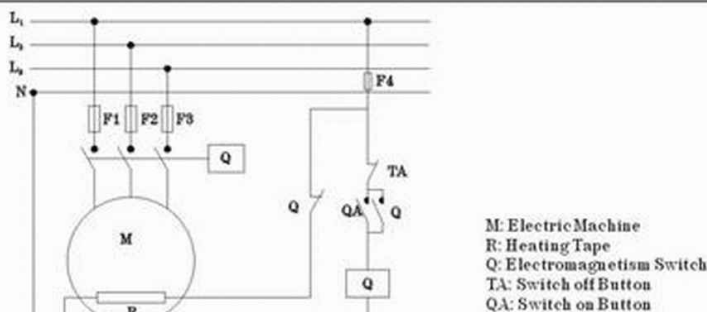 L₁
L₂
L₃
N
F4
F1 F2 F3
Q
TA
Q QA Q
M
Q
R
M: Electric Machine
R: Heating Tape
Q: Electromagnetism Switch
TA: Switch off Button
QA: Switch on Button